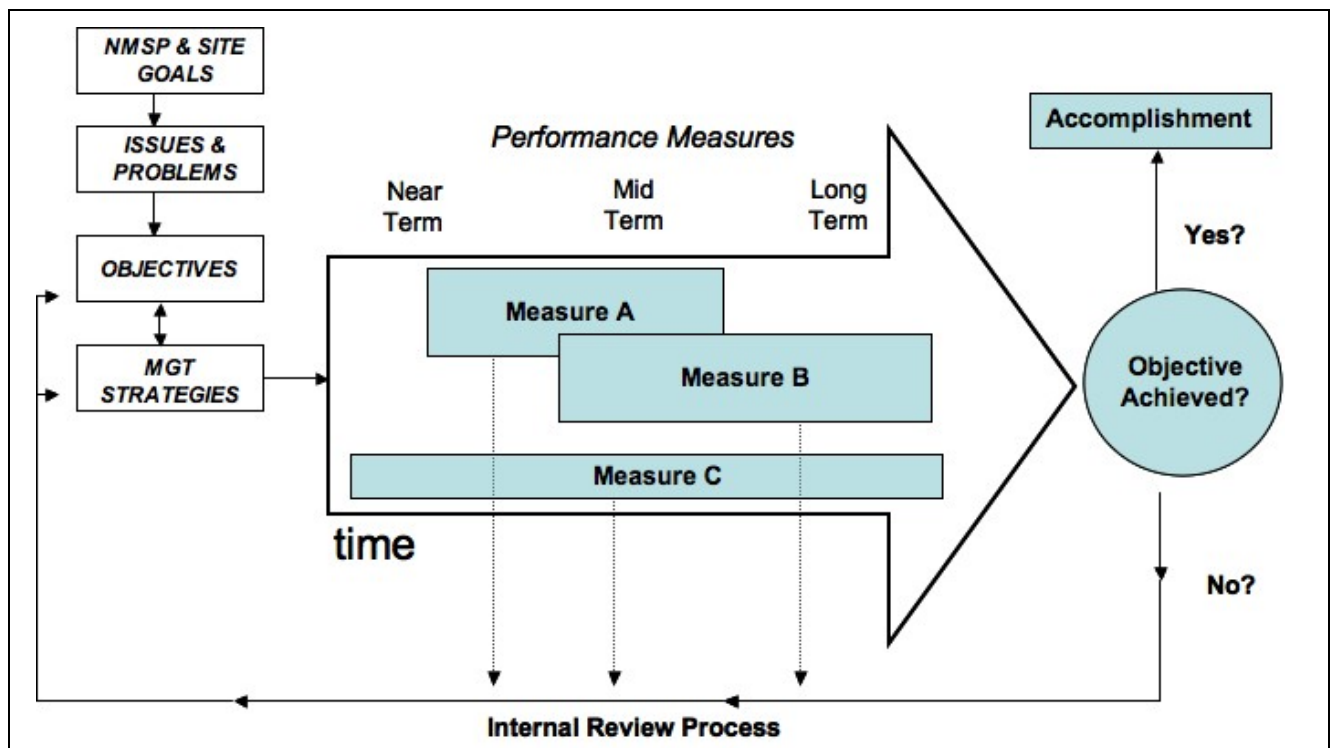 NMSP & SITE
GOALS
ISSUES &
PROBLEMS
OBJECTIVES
MGT
STRATEGIES
Performance Measures
Near
Term
Mid
Term
Long
Term
Measure A
Measure B
Measure C
time
Accomplishment
Yes?
Objective
Achieved?
No?
Internal Review Process